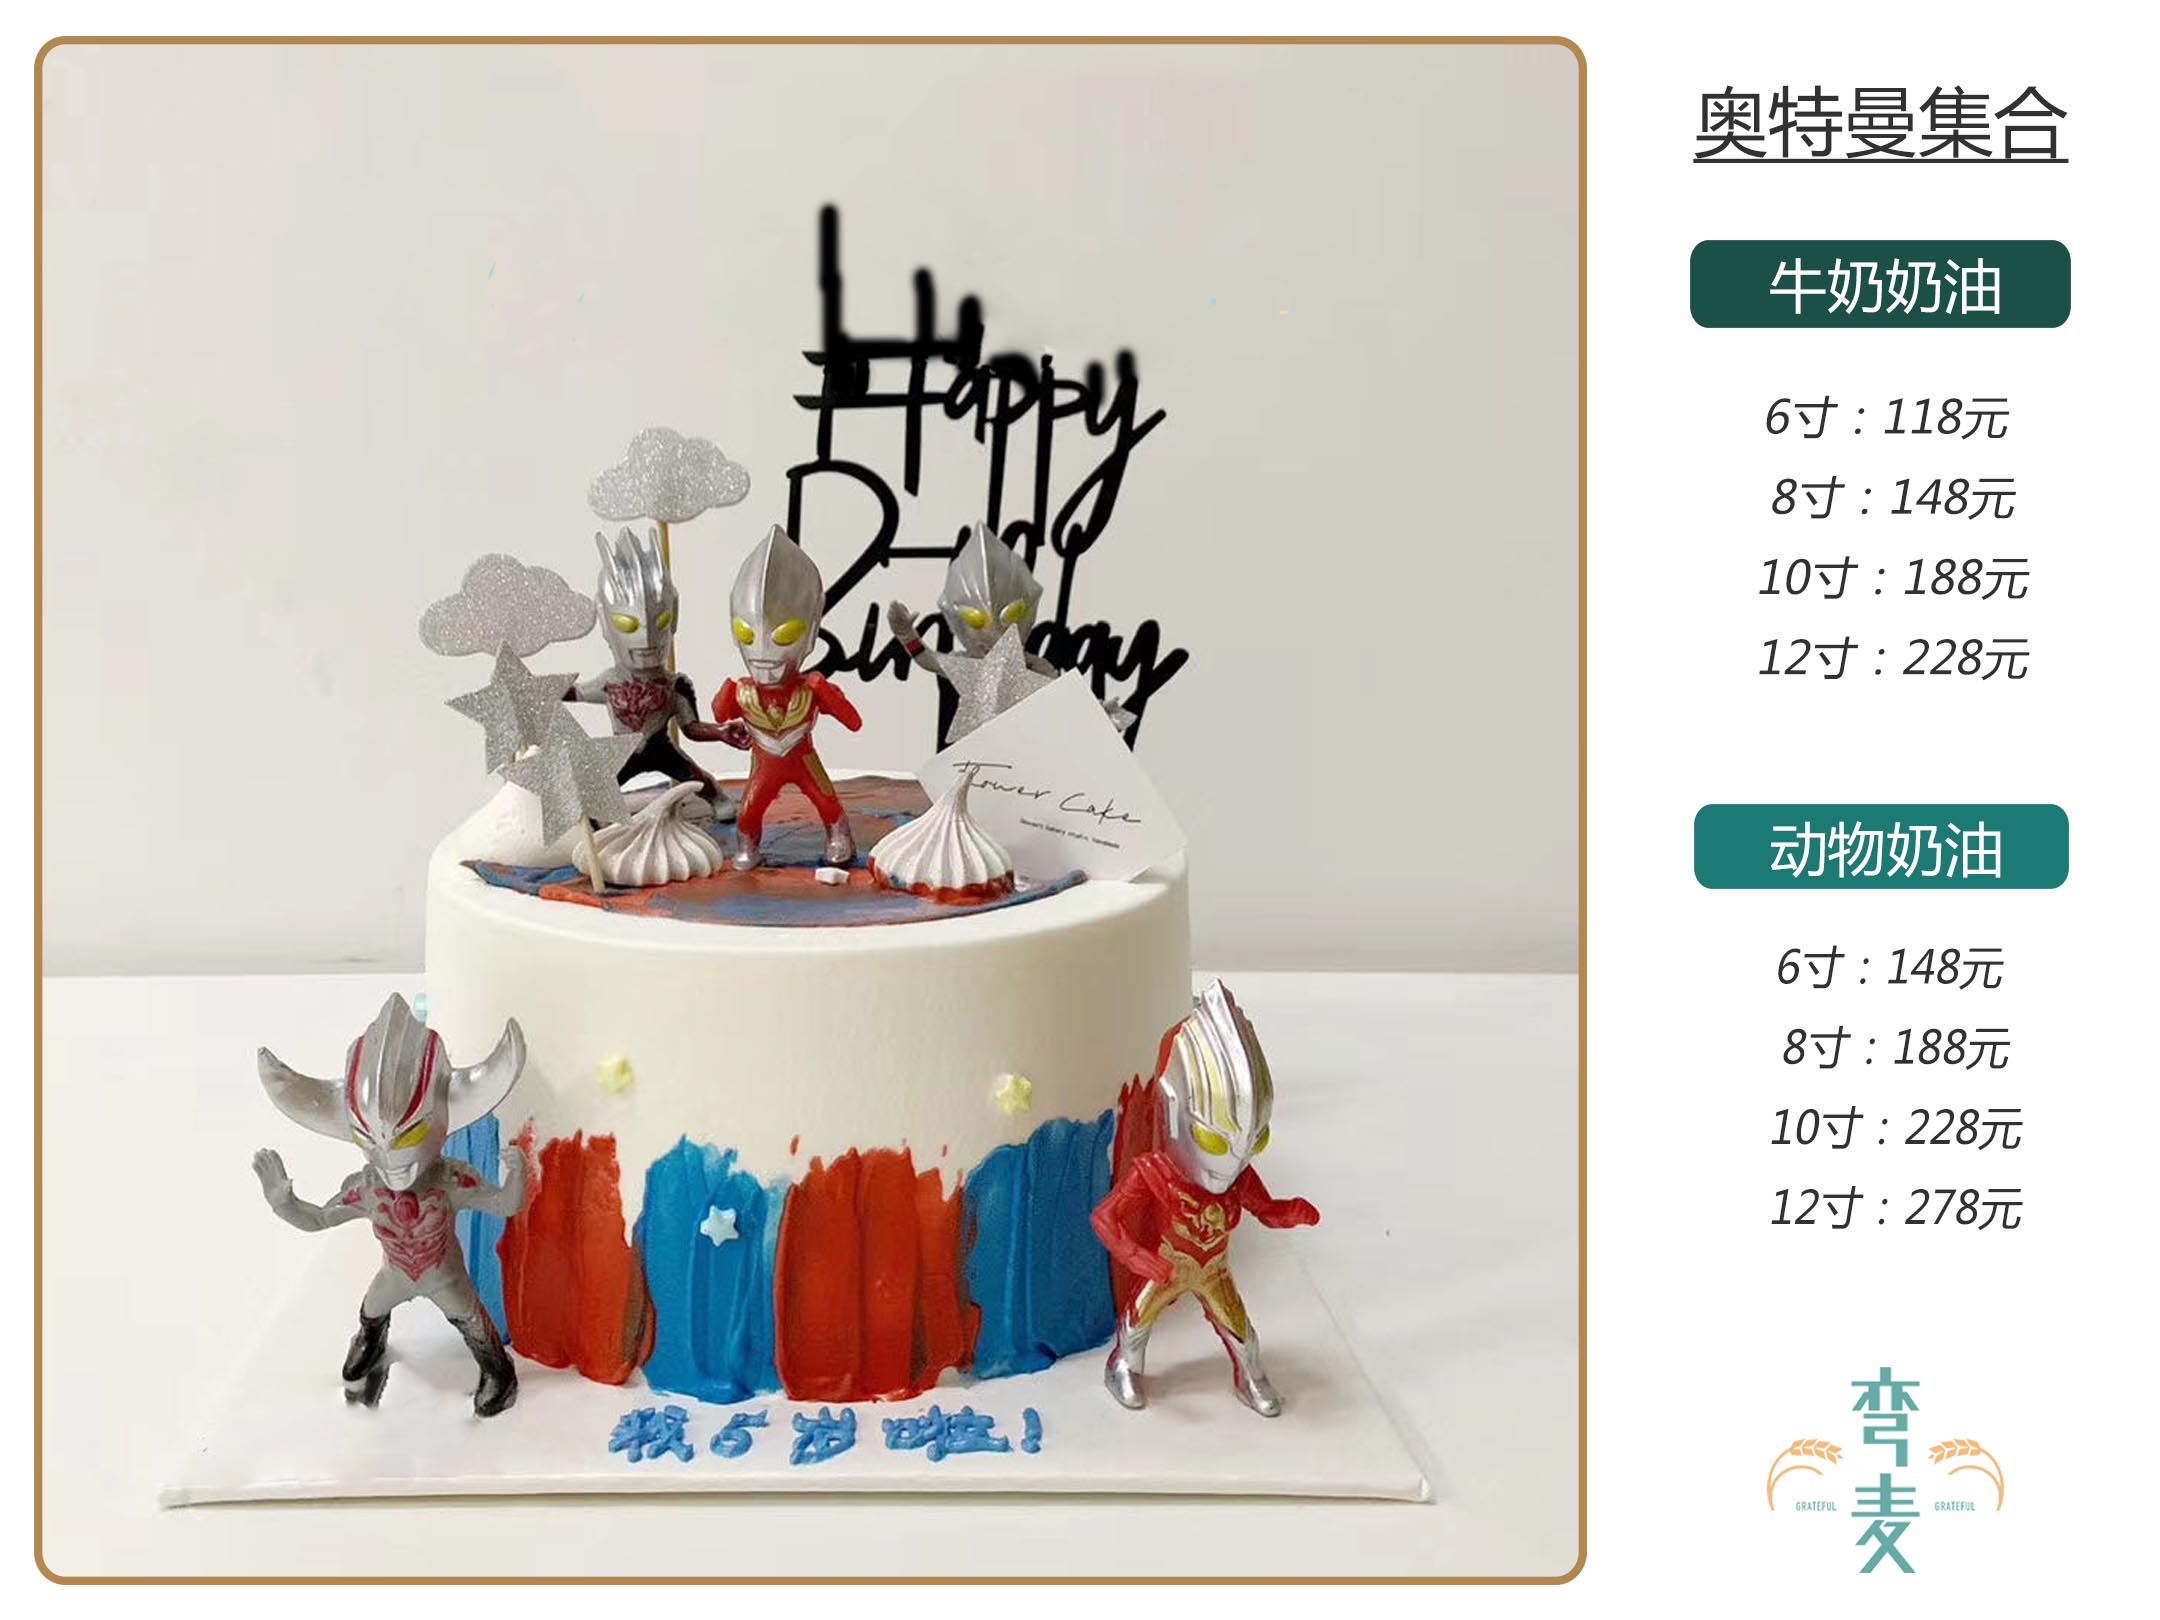 Happy
Birthday
Flower Cake
我5岁啦!
奥特曼集合
牛奶奶油
6寸：118元
8寸：148元
10寸：188元
12寸：228元
动物奶油
6寸：148元
8寸：188元
10寸：228元
12寸：278元
弯麦
GRATEFUL GRATEFUL